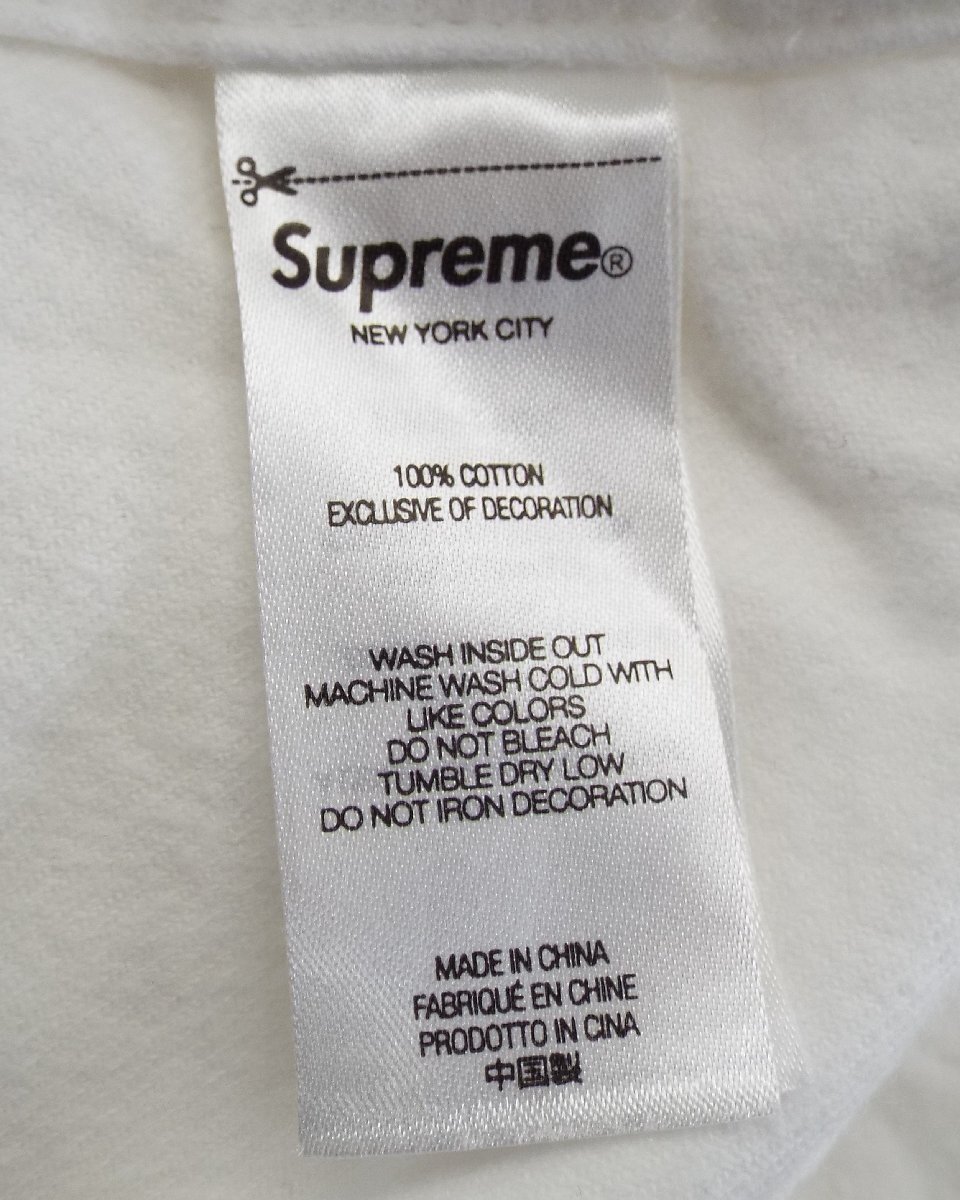 Supreme®
NEW YORK CITY
100% COTTON
EXCLUSIVE OF DECORATION
WASH INSIDE OUT
MACHINE WASH COLD WITH
LIKE COLORS
DO NOT BLEACH
TUMBLE DRY LOW
DO NOT IRON DECORATION
MADE IN CHINA
FABRIQUÉ EN CHINE
PRODOTTO IN CINA
中国製